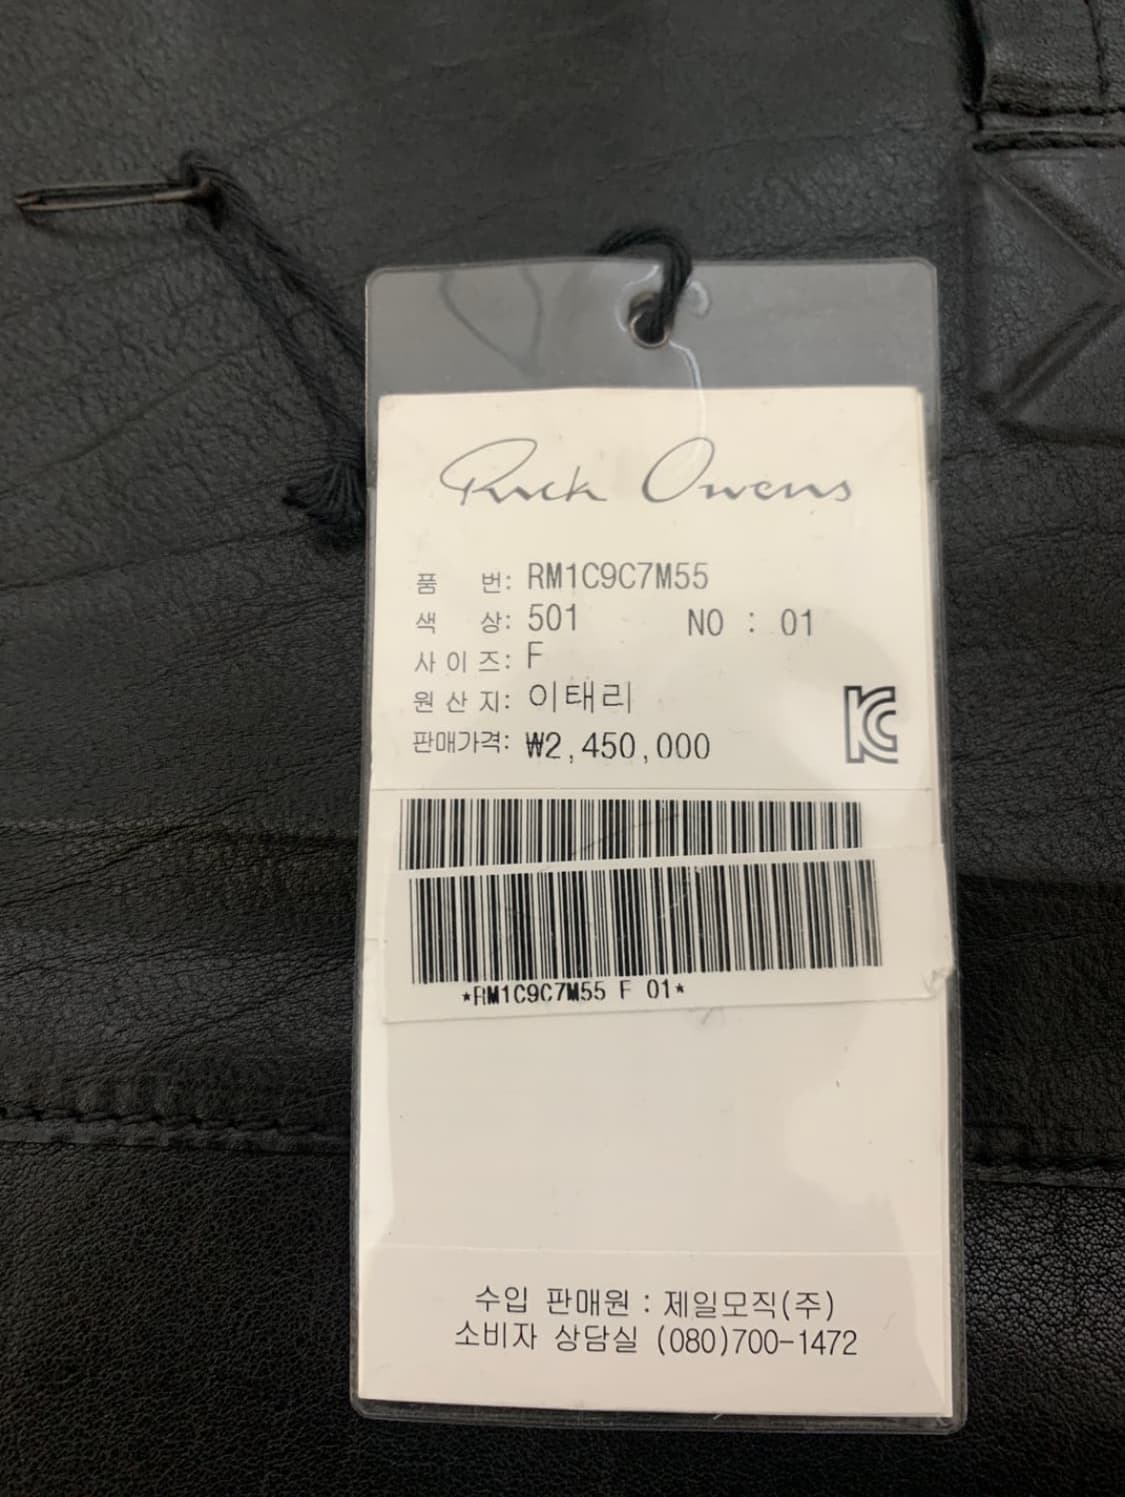 Rick Owens
품 번: RM1C9C7M55
색 상: 501 NO : 01
사 이 즈: F
원 산 지: 이태리
판매가격: ₩2,450,000
*RM1C9C7M55 F 01*
수입 판매원 : 제일모직(주)
소비자 상담실 (080)700-1472